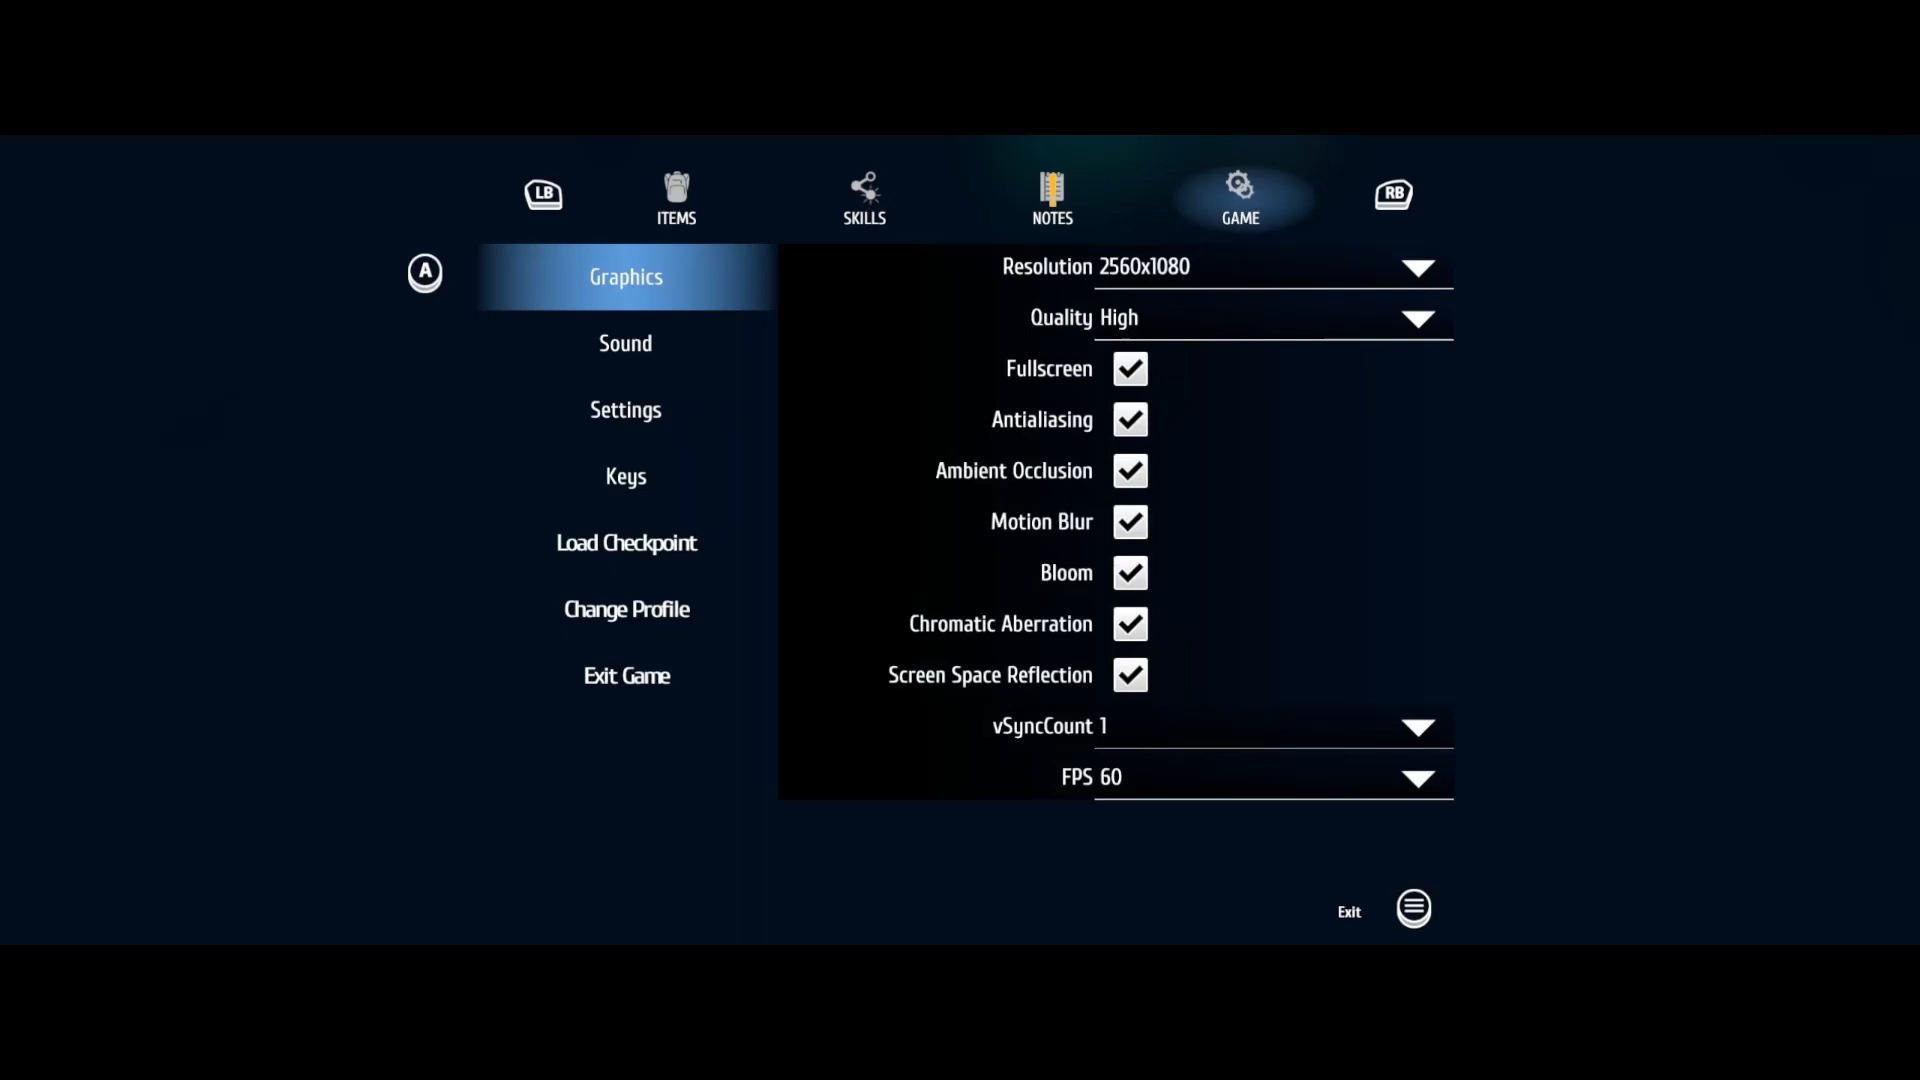 LB
ITEMS
SKILLS
NOTES
GAME
RB
A
Graphics
Sound
Settings
Keys
Load Checkpoint
Change Profile
Exit Game
Resolution 2560x1080
Quality High
Fullscreen
Antialiasing
Ambient Occlusion
Motion Blur
Bloom
Chromatic Aberration
Screen Space Reflection
vSyncCount 1
FPS 60
Exit